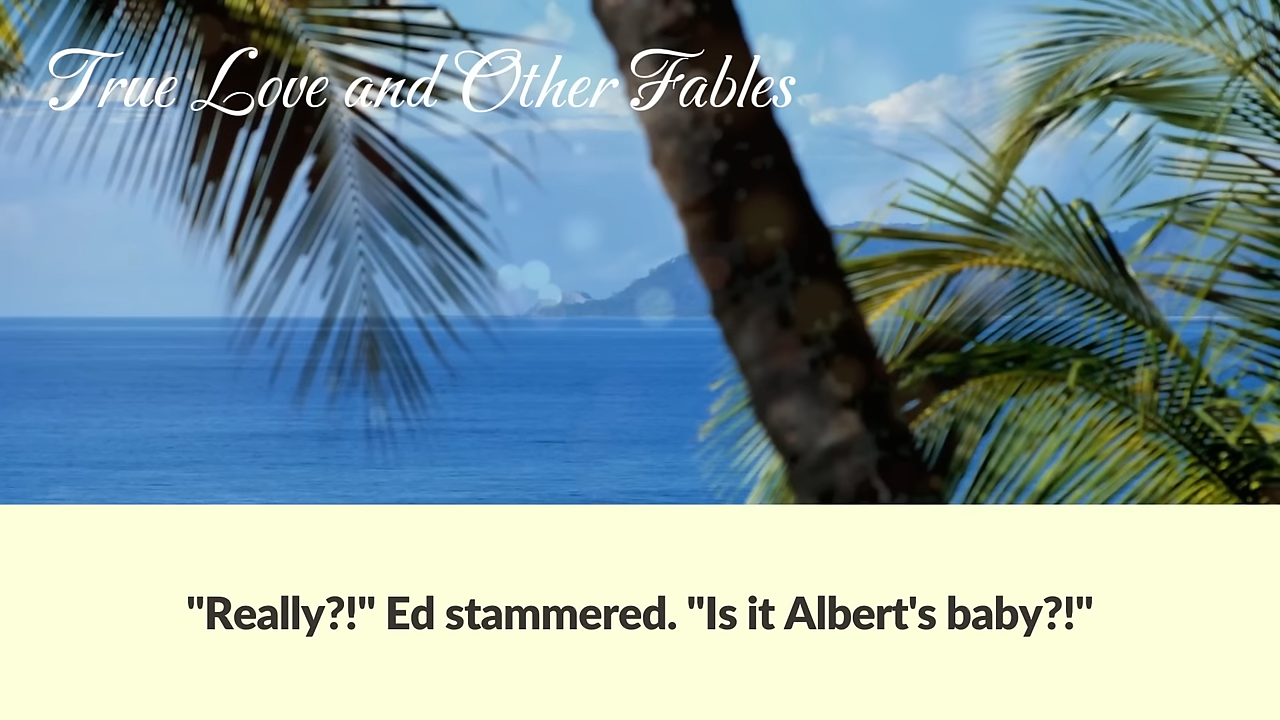 True Love and Other Fables
"Really?!" Ed stammered. "Is it Albert's baby?!"